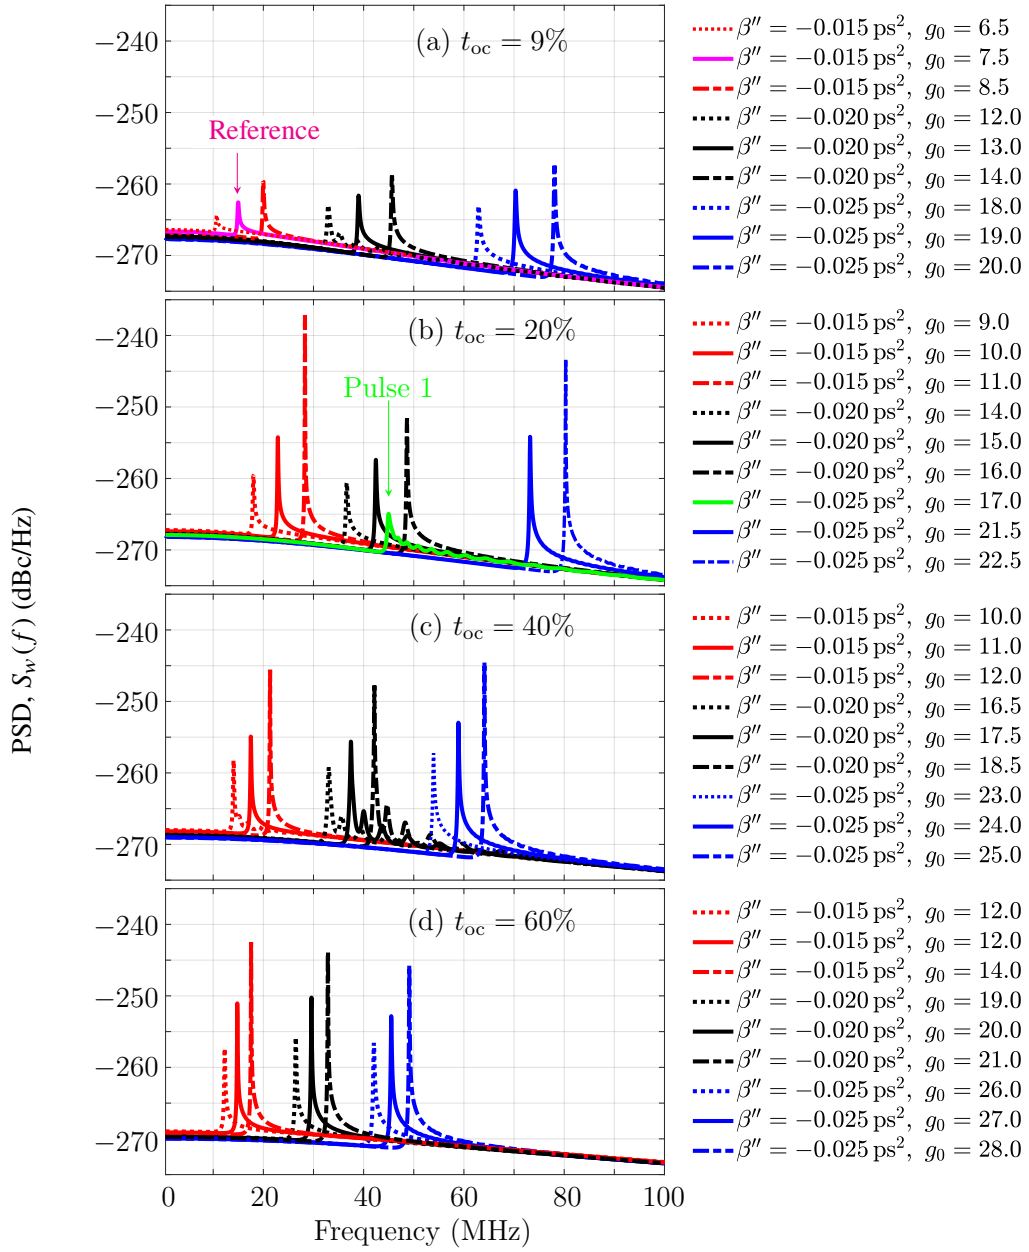 −240
−250
−260
−270
(a) t_oc = 9%
Reference
β″ = −0.015 ps², g₀ = 6.5
β″ = −0.015 ps², g₀ = 7.5
β″ = −0.015 ps², g₀ = 8.5
β″ = −0.020 ps², g₀ = 12.0
β″ = −0.020 ps², g₀ = 13.0
β″ = −0.020 ps², g₀ = 14.0
β″ = −0.025 ps², g₀ = 18.0
β″ = −0.025 ps², g₀ = 19.0
β″ = −0.025 ps², g₀ = 20.0
−240
−250
−260
−270
(b) t_oc = 20%
Pulse 1
β″ = −0.015 ps², g₀ = 9.0
β″ = −0.015 ps², g₀ = 10.0
β″ = −0.015 ps², g₀ = 11.0
β″ = −0.020 ps², g₀ = 14.0
β″ = −0.020 ps², g₀ = 15.0
β″ = −0.020 ps², g₀ = 16.0
β″ = −0.025 ps², g₀ = 17.0
β″ = −0.025 ps², g₀ = 21.5
β″ = −0.025 ps², g₀ = 22.5
PSD, S_w(f) (dBc/Hz)
−240
−250
−260
−270
(c) t_oc = 40%
β″ = −0.015 ps², g₀ = 10.0
β″ = −0.015 ps², g₀ = 11.0
β″ = −0.015 ps², g₀ = 12.0
β″ = −0.020 ps², g₀ = 16.5
β″ = −0.020 ps², g₀ = 17.5
β″ = −0.020 ps², g₀ = 18.5
β″ = −0.025 ps², g₀ = 23.0
β″ = −0.025 ps², g₀ = 24.0
β″ = −0.025 ps², g₀ = 25.0
−240
−250
−260
−270
(d) t_oc = 60%
β″ = −0.015 ps², g₀ = 12.0
β″ = −0.015 ps², g₀ = 12.0
β″ = −0.015 ps², g₀ = 14.0
β″ = −0.020 ps², g₀ = 19.0
β″ = −0.020 ps², g₀ = 20.0
β″ = −0.020 ps², g₀ = 21.0
β″ = −0.025 ps², g₀ = 26.0
β″ = −0.025 ps², g₀ = 27.0
β″ = −0.025 ps², g₀ = 28.0
0 20 40 60 80 100
Frequency (MHz)